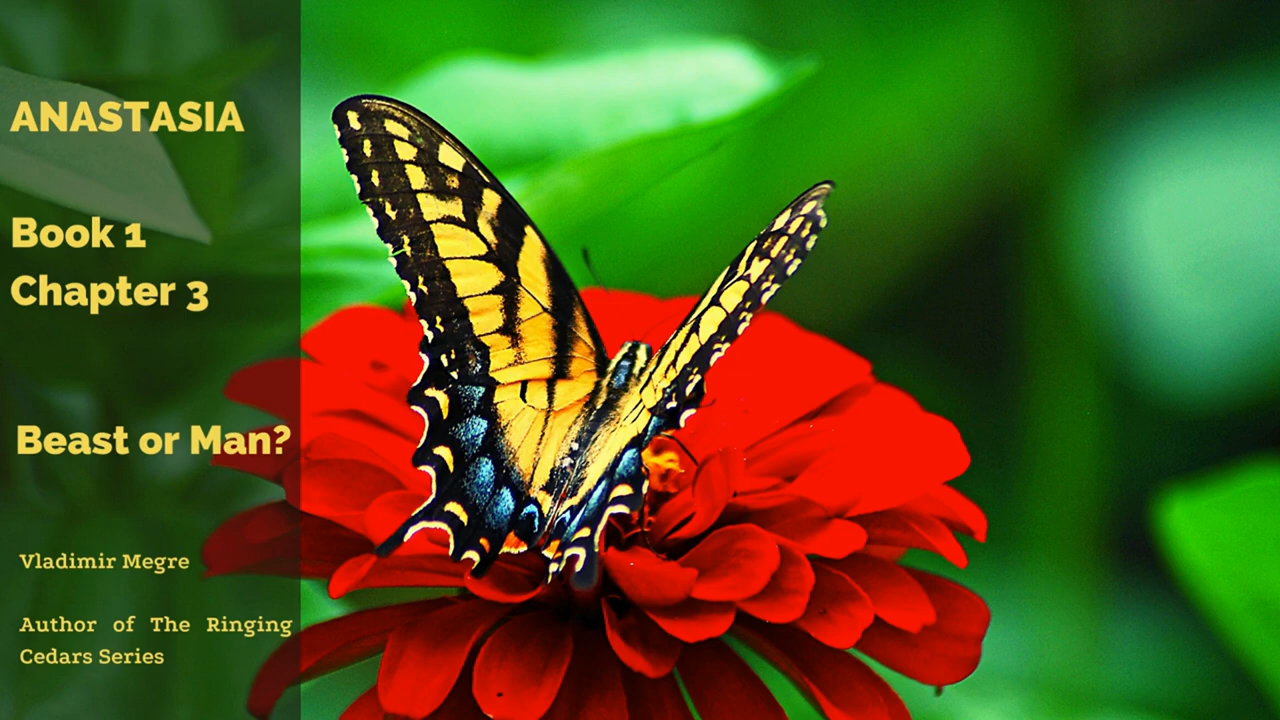 ANASTASIA
Book 1
Chapter 3
Beast or Man?
Vladimir Megre
Author of The Ringing
Cedars Series